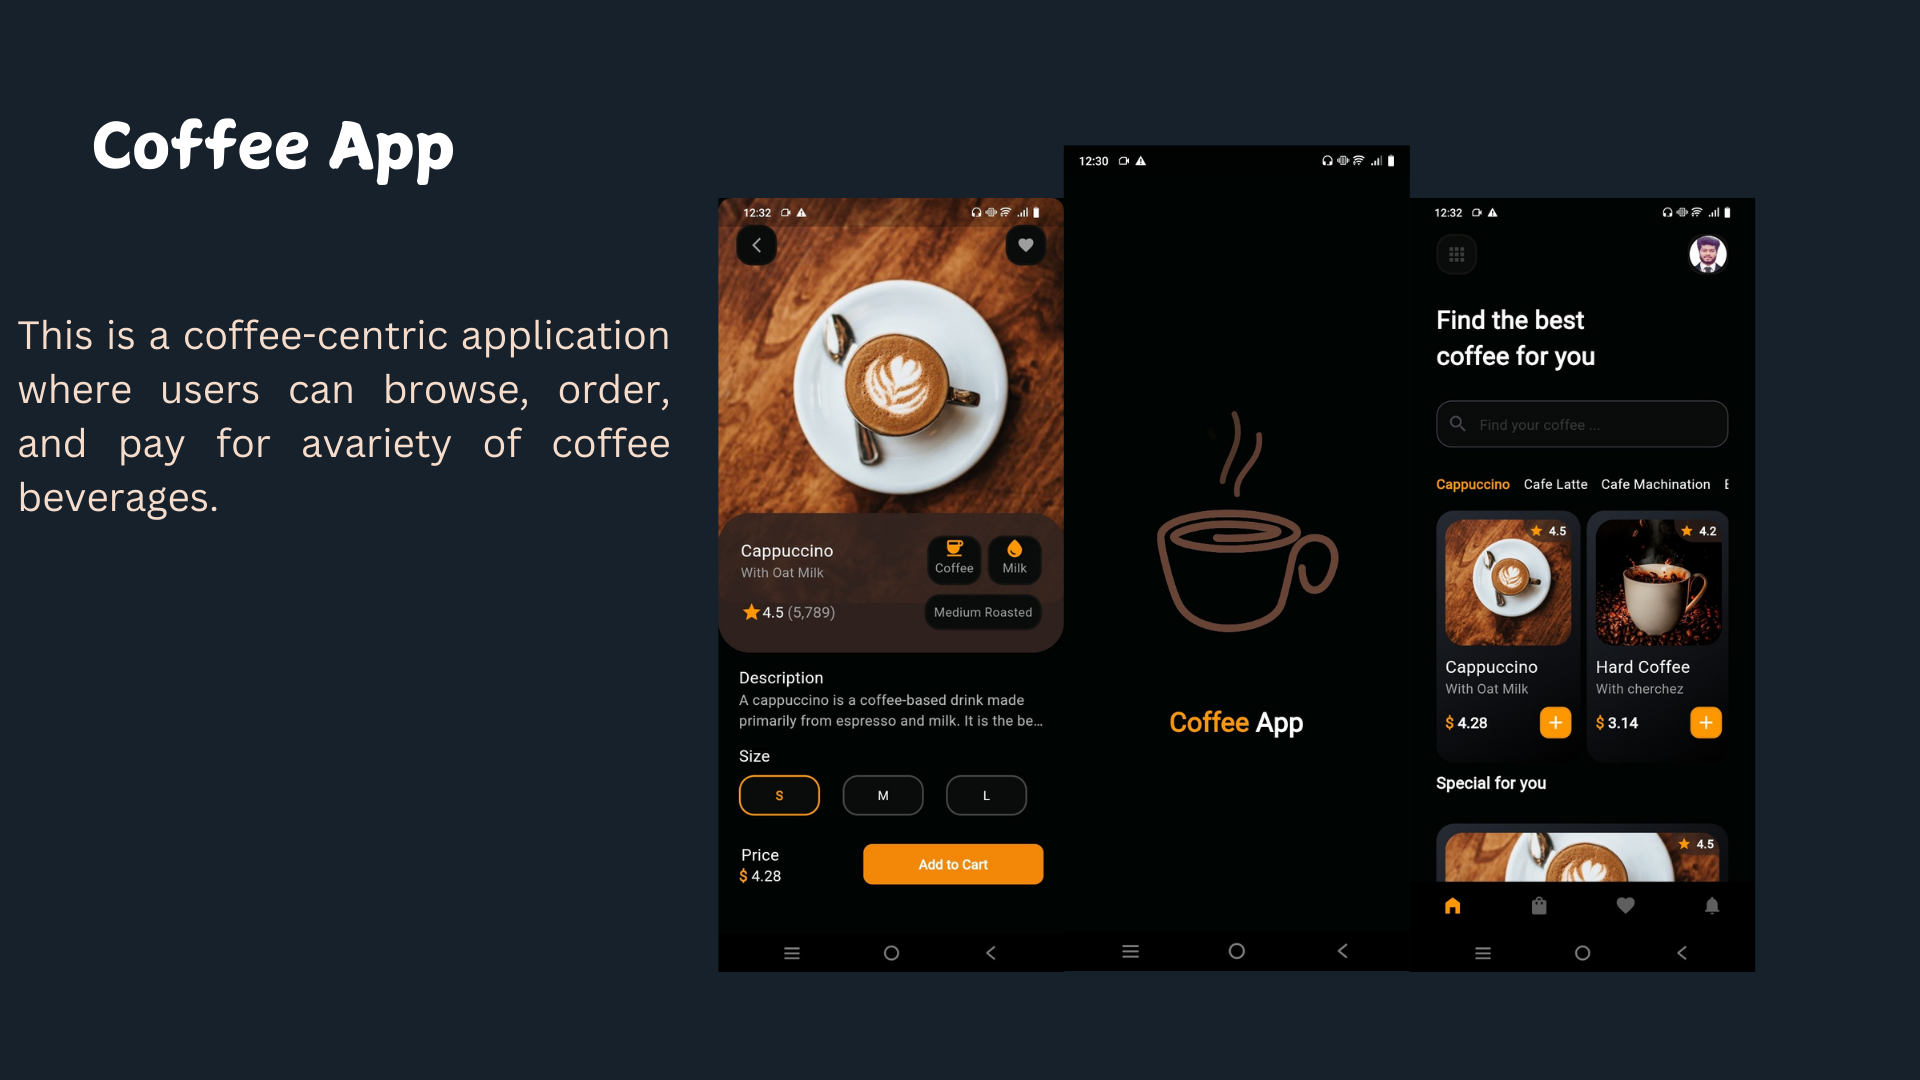 Coffee App
This is a coffee-centric application
where users can browse, order,
and pay for avariety of coffee
beverages.
12:32
Cappuccino
With Oat Milk
4.5 (5,789)
Coffee
Milk
Medium Roasted
Description
A cappuccino is a coffee-based drink made
primarily from espresso and milk. It is the be...
Size
S
M
L
Price
$ 4.28
Add to Cart
12:30
Coffee App
12:32
Find the best
coffee for you
Find your coffee ...
Cappuccino Cafe Latte Cafe Machination
4.5
Cappuccino
With Oat Milk
$ 4.28
+
4.2
Hard Coffee
With cherchez
$ 3.14
+
Special for you
4.5